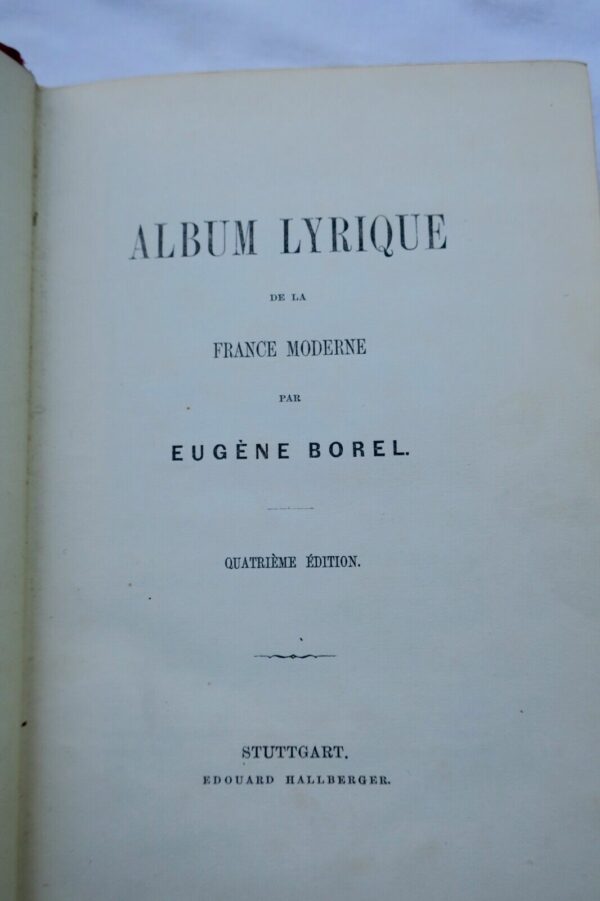 ALBUM LYRIQUE
DE LA
FRANCE MODERNE
PAR
EUGÈNE BOREL.
QUATRIÈME ÉDITION.
STUTTGART.
EDOUARD HALLBERGER.